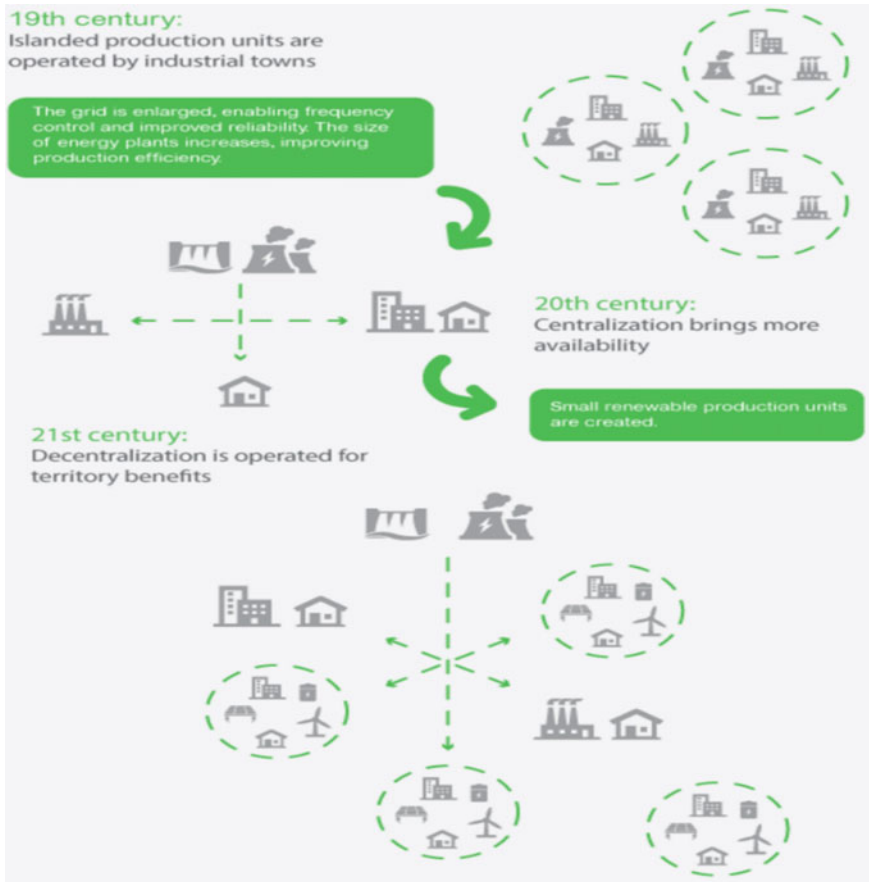 19th century:
Islanded production units are
operated by industrial towns
The grid is enlarged, enabling frequency
control and improved reliability. The size
of energy plants increases, improving
production efficiency.
20th century:
Centralization brings more
availability
Small renewable production units
are created.
21st century:
Decentralization is operated for
territory benefits